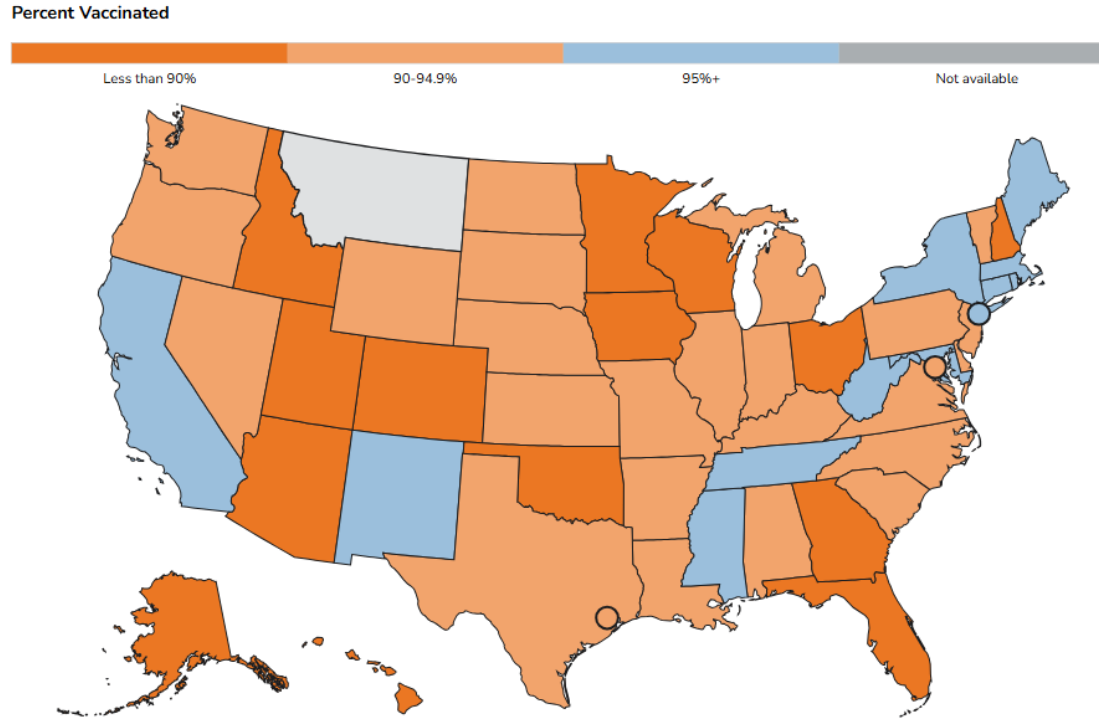 Percent Vaccinated
Less than 90% 90-94.9% 95%+ Not available